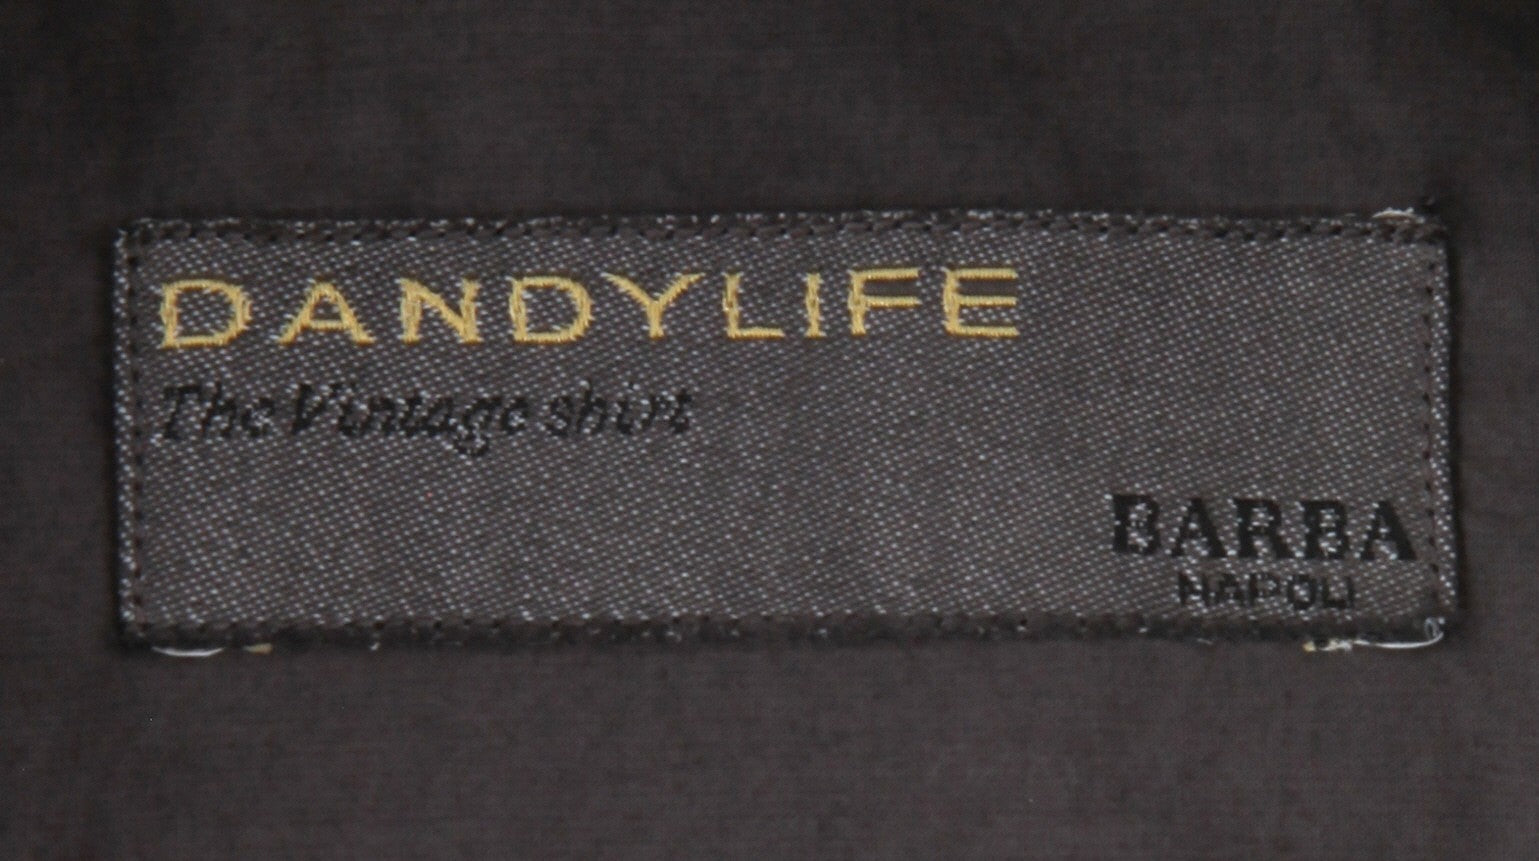 DANDYLIFE
The Vintage shirt
BARBA
NAPOLI